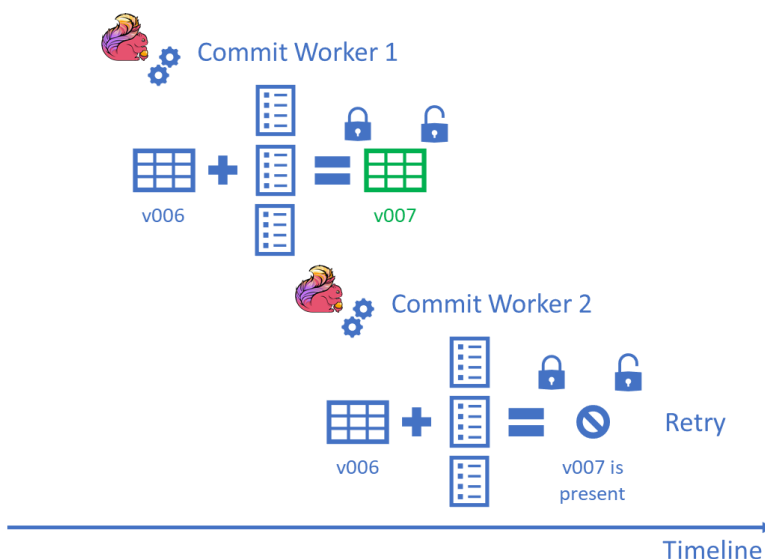 Commit Worker 1
v006
v007
Commit Worker 2
Retry
v006
v007 is
present
Timeline